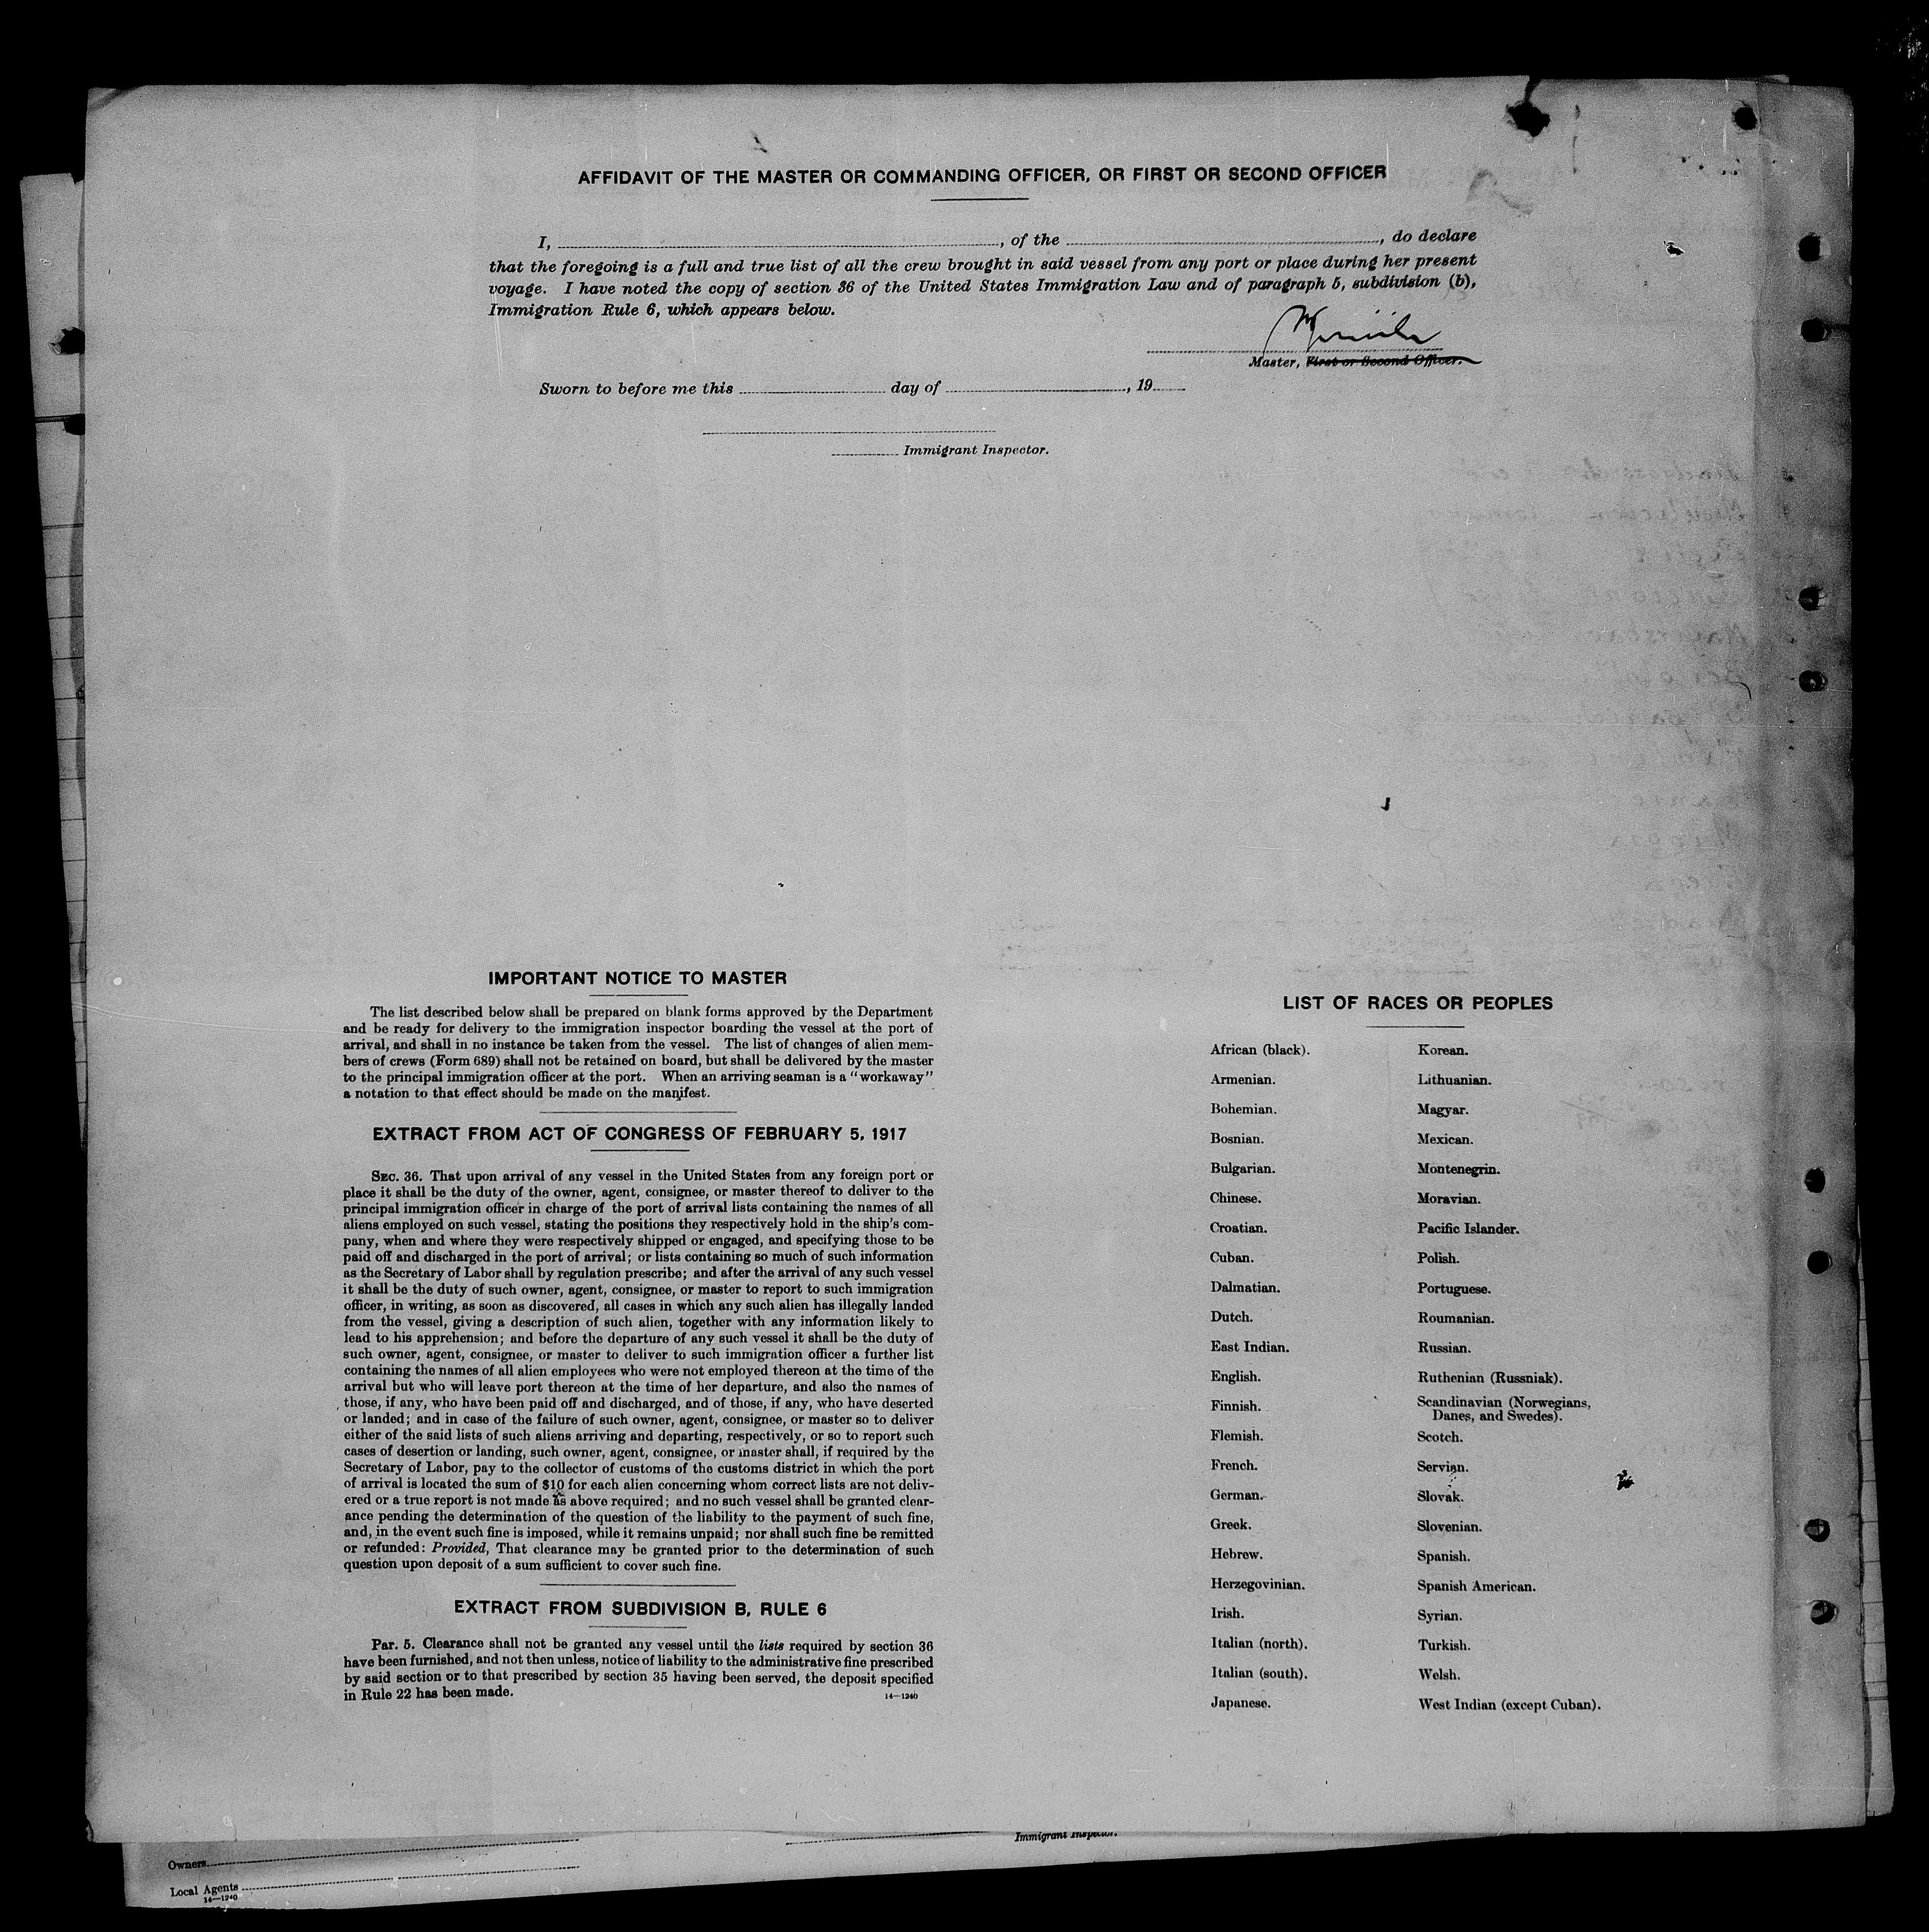 AFFIDAVIT OF THE MASTER OR COMMANDING OFFICER, OR FIRST OR SECOND OFFICER
I, , of the , do declare
that the foregoing is a full and true list of all the crew brought in said vessel from any port or place during her present
voyage. I have noted the copy of section 36 of the United States Immigration Law and of paragraph 5, subdivision (b),
Immigration Rule 6, which appears below.
Master, First or Second Officer.
Sworn to before me this day of , 19
Immigrant Inspector.
IMPORTANT NOTICE TO MASTER
The list described below shall be prepared on blank forms approved by the Department
and be ready for delivery to the immigration inspector boarding the vessel at the port of
arrival, and shall in no instance be taken from the vessel. The list of changes of alien mem-
bers of crews (Form 689) shall not be retained on board, but shall be delivered by the master
to the principal immigration officer at the port. When an arriving seaman is a "workaway"
a notation to that effect should be made on the manifest.
EXTRACT FROM ACT OF CONGRESS OF FEBRUARY 5, 1917
SEC. 36. That upon arrival of any vessel in the United States from any foreign port or
place it shall be the duty of the owner, agent, consignee, or master thereof to deliver to the
principal immigration officer in charge of the port of arrival lists containing the names of all
aliens employed on such vessel, stating the positions they respectively hold in the ship's com-
pany, when and where they were respectively shipped or engaged, and specifying those to be
paid off and discharged in the port of arrival; or lists containing so much of such information
as the Secretary of Labor shall by regulation prescribe; and after the arrival of any such vessel
it shall be the duty of such owner, agent, consignee, or master to report to such immigration
officer, in writing, as soon as discovered, all cases in which any such alien has illegally landed
from the vessel, giving a description of such alien, together with any information likely to
lead to his apprehension; and before the departure of any such vessel it shall be the duty of
such owner, agent, consignee, or master to deliver to such immigration officer a further list
containing the names of all alien employees who were not employed thereon at the time of the
arrival but who will leave port thereon at the time of her departure, and also the names of
those, if any, who have been paid off and discharged, and of those, if any, who have deserted
or landed; and in case of the failure of such owner, agent, consignee, or master so to deliver
either of the said lists of such aliens arriving and departing, respectively, or so to report such
cases of desertion or landing, such owner, agent, consignee, or master shall, if required by the
Secretary of Labor, pay to the collector of customs of the customs district in which the port
of arrival is located the sum of $10 for each alien concerning whom correct lists are not deliv-
ered or a true report is not made as above required; and no such vessel shall be granted clear-
ance pending the determination of the question of the liability to the payment of such fine,
and, in the event such fine is imposed, while it remains unpaid; nor shall such fine be remitted
or refunded: Provided, That clearance may be granted prior to the determination of such
question upon deposit of a sum sufficient to cover such fine.
EXTRACT FROM SUBDIVISION B, RULE 6
Par. 5. Clearance shall not be granted any vessel until the lists required by section 36
have been furnished, and not then unless, notice of liability to the administrative fine prescribed
by said section or to that prescribed by section 35 having been served, the deposit specified
in Rule 22 has been made.
14—1240
LIST OF RACES OR PEOPLES
African (black).
Armenian.
Bohemian.
Bosnian.
Bulgarian.
Chinese.
Croatian.
Cuban.
Dalmatian.
Dutch.
East Indian.
English.
Finnish.
Flemish.
French.
German.
Greek.
Hebrew.
Herzegovinian.
Irish.
Italian (north).
Italian (south).
Japanese.
Korean.
Lithuanian.
Magyar.
Mexican.
Montenegrin.
Moravian.
Pacific Islander.
Polish.
Portuguese.
Roumanian.
Russian.
Ruthenian (Russniak).
Scandinavian (Norwegians,
Danes, and Swedes).
Scotch.
Servian.
Slovak.
Slovenian.
Spanish.
Spanish American.
Syrian.
Turkish.
Welsh.
West Indian (except Cuban).
Immigrant Inspector.
Owners
Local Agents
14—1240